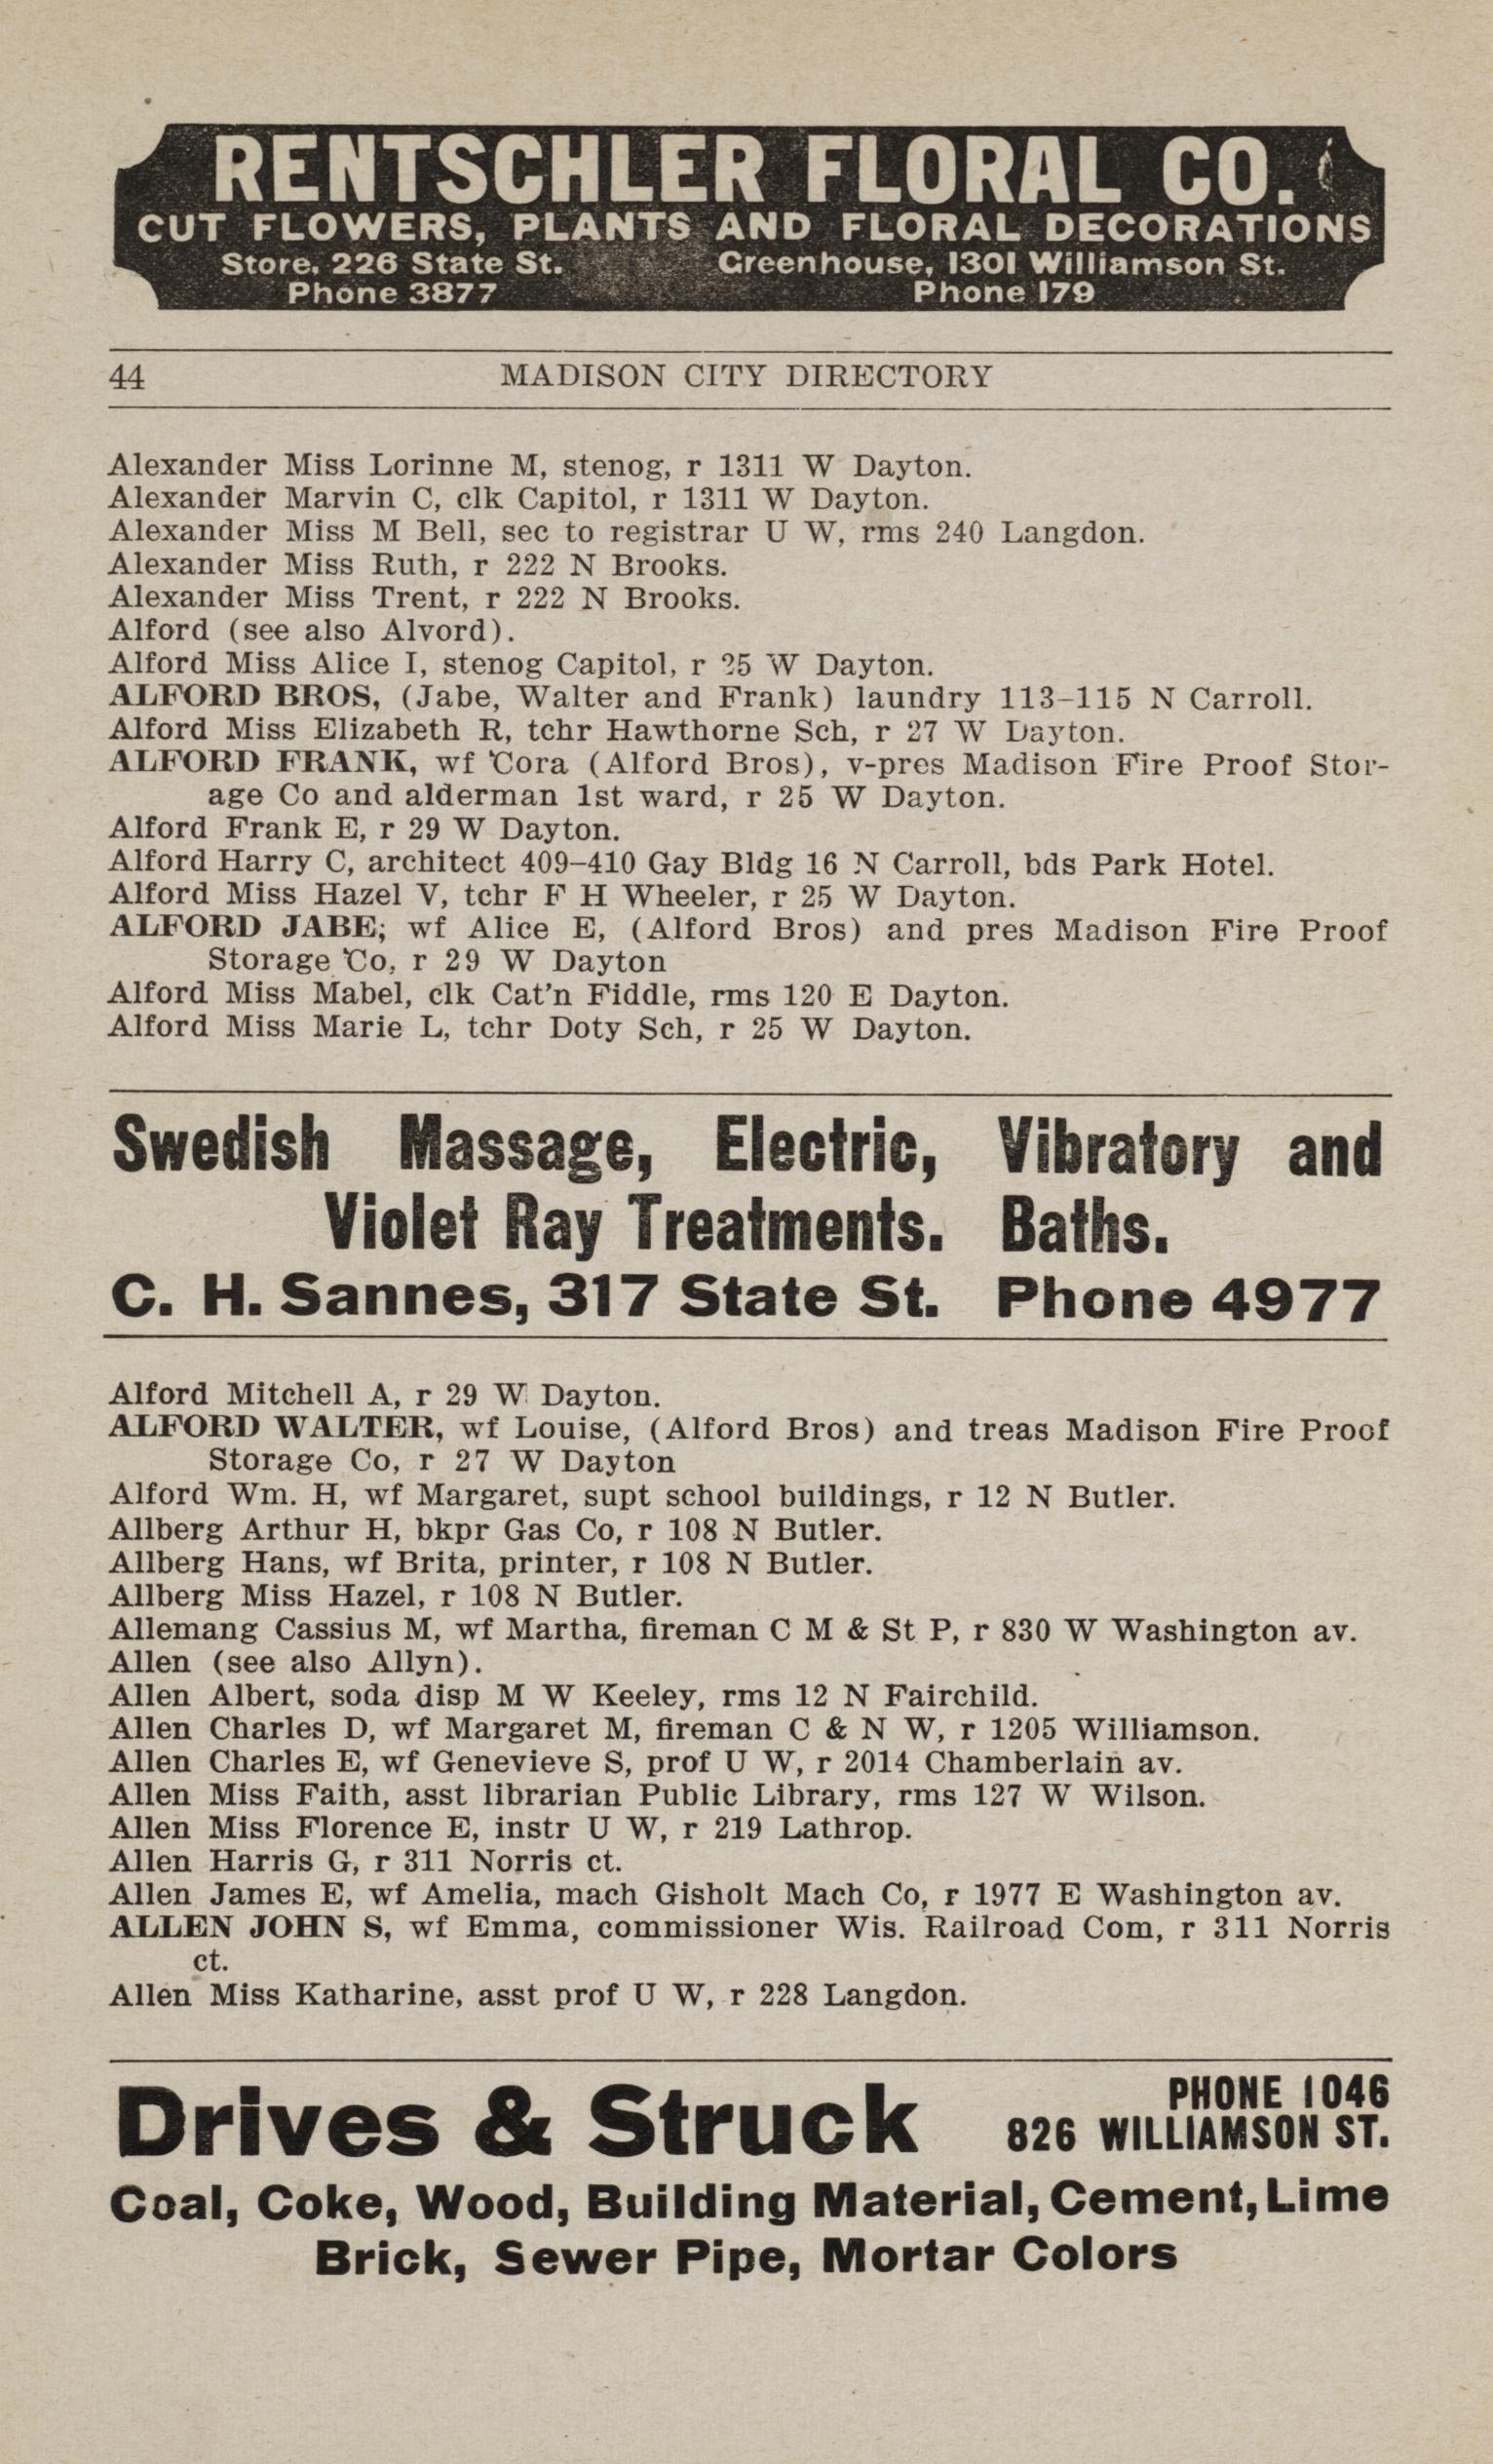 RENTSCHLER FLORAL CO.
CUT FLOWERS, PLANTS AND FLORAL DECORATIONS
Store, 226 State St. Greenhouse, 1301 Williamson St.
Phone 3877 Phone 179
44 MADISON CITY DIRECTORY
Alexander Miss Lorinne M, stenog, r 1311 W Dayton.
Alexander Marvin C, clk Capitol, r 1311 W Dayton.
Alexander Miss M Bell, sec to registrar U W, rms 240 Langdon.
Alexander Miss Ruth, r 222 N Brooks.
Alexander Miss Trent, r 222 N Brooks.
Alford (see also Alvord).
Alford Miss Alice I, stenog Capitol, r 25 W Dayton.
ALFORD BROS, (Jabe, Walter and Frank) laundry 113–115 N Carroll.
Alford Miss Elizabeth R, tchr Hawthorne Sch, r 27 W Dayton.
ALFORD FRANK, wf Cora (Alford Bros), v-pres Madison Fire Proof Stor-
age Co and alderman 1st ward, r 25 W Dayton.
Alford Frank E, r 29 W Dayton.
Alford Harry C, architect 409–410 Gay Bldg 16 N Carroll, bds Park Hotel.
Alford Miss Hazel V, tchr F H Wheeler, r 25 W Dayton.
ALFORD JABE; wf Alice E, (Alford Bros) and pres Madison Fire Proof
Storage Co, r 29 W Dayton
Alford Miss Mabel, clk Cat'n Fiddle, rms 120 E Dayton.
Alford Miss Marie L, tchr Doty Sch, r 25 W Dayton.
Swedish Massage, Electric, Vibratory and
Violet Ray Treatments. Baths.
C. H. Sannes, 317 State St. Phone 4977
Alford Mitchell A, r 29 W Dayton.
ALFORD WALTER, wf Louise, (Alford Bros) and treas Madison Fire Proof
Storage Co, r 27 W Dayton
Alford Wm. H, wf Margaret, supt school buildings, r 12 N Butler.
Allberg Arthur H, bkpr Gas Co, r 108 N Butler.
Allberg Hans, wf Brita, printer, r 108 N Butler.
Allberg Miss Hazel, r 108 N Butler.
Allemang Cassius M, wf Martha, fireman C M & St P, r 830 W Washington av.
Allen (see also Allyn).
Allen Albert, soda disp M W Keeley, rms 12 N Fairchild.
Allen Charles D, wf Margaret M, fireman C & N W, r 1205 Williamson.
Allen Charles E, wf Genevieve S, prof U W, r 2014 Chamberlain av.
Allen Miss Faith, asst librarian Public Library, rms 127 W Wilson.
Allen Miss Florence E, instr U W, r 219 Lathrop.
Allen Harris G, r 311 Norris ct.
Allen James E, wf Amelia, mach Gisholt Mach Co, r 1977 E Washington av.
ALLEN JOHN S, wf Emma, commissioner Wis. Railroad Com, r 311 Norris
ct.
Allen Miss Katharine, asst prof U W, r 228 Langdon.
Drives & Struck PHONE 1046
826 WILLIAMSON ST.
Coal, Coke, Wood, Building Material, Cement, Lime
Brick, Sewer Pipe, Mortar Colors